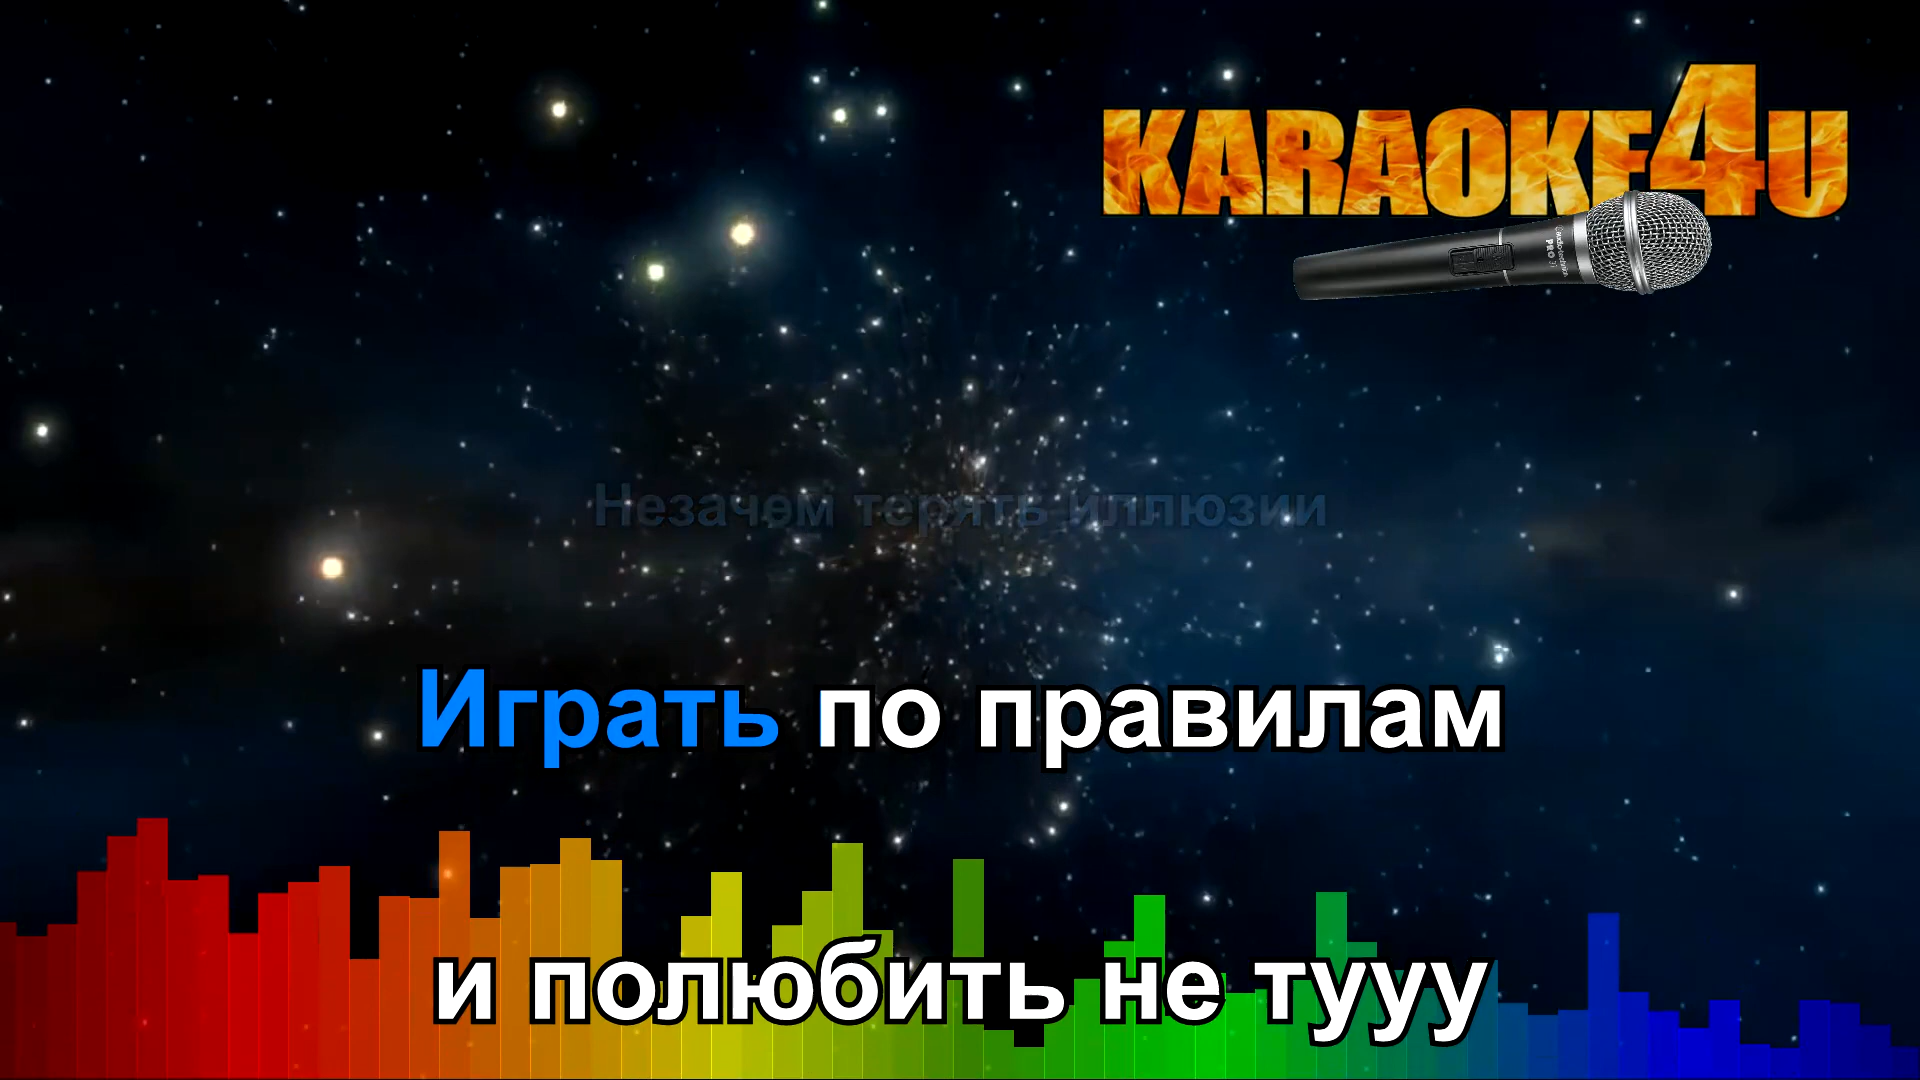 KARAOKE4U
Незачем терять иллюзии
Играть по правилам
и полюбить не тууу